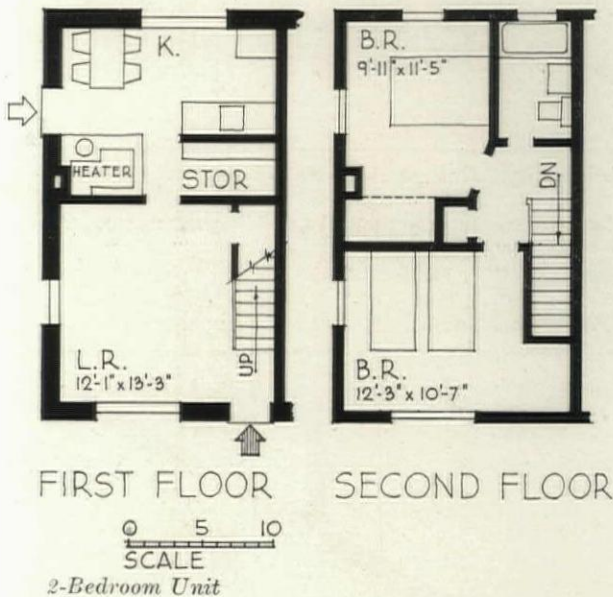 K.
HEATER
STOR
L.R.
12'-1" x 13'-3"
UP
FIRST FLOOR
B.R.
9'-11" x 11'-5"
DN
B.R.
12'-3" x 10'-7"
SECOND FLOOR
0 5 10
SCALE
2-Bedroom Unit